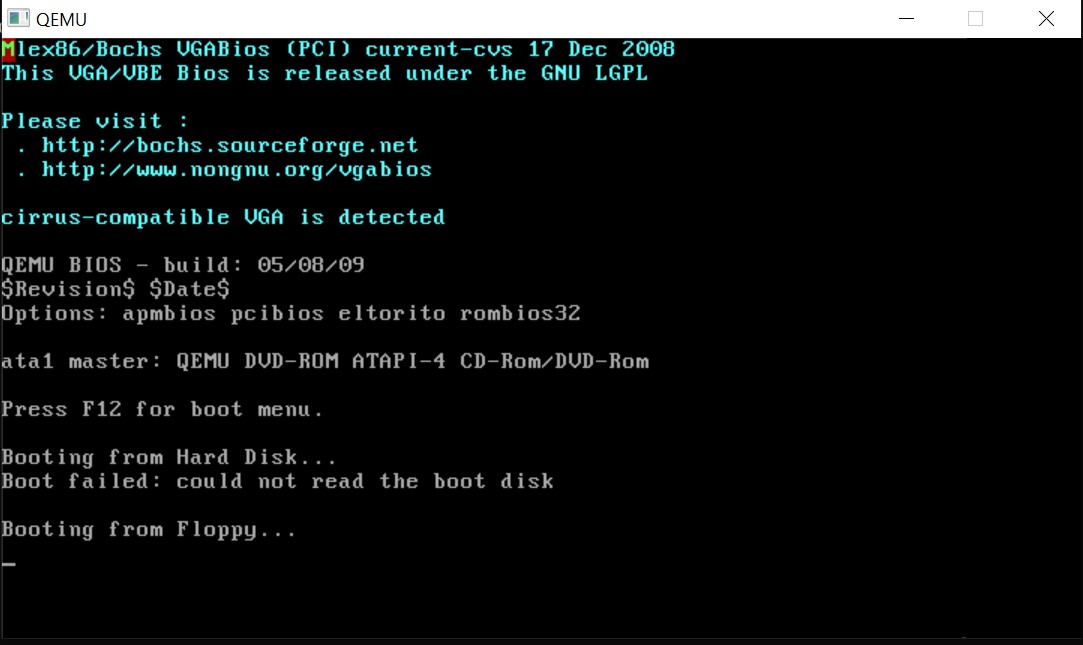 QEMU
Mlex86/Bochs VGABios (PCI) current-cvs 17 Dec 2008
This VGA/VBE Bios is released under the GNU LGPL
Please visit :
. http://bochs.sourceforge.net
. http://www.nongnu.org/vgabios
cirrus-compatible VGA is detected
QEMU BIOS - build: 05/08/09
$Revision$ $Date$
Options: apmbios pcibios eltorito rombios32
ata1 master: QEMU DVD-ROM ATAPI-4 CD-Rom/DVD-Rom
Press F12 for boot menu.
Booting from Hard Disk...
Boot failed: could not read the boot disk
Booting from Floppy...
_